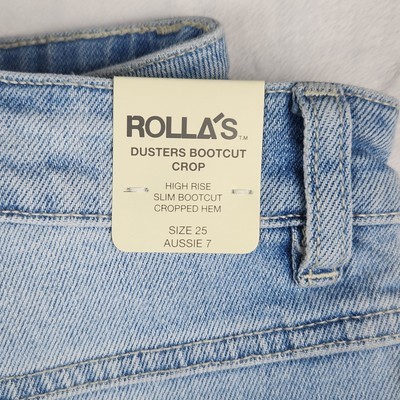 ROLLA'S TM
DUSTERS BOOTCUT
CROP
HIGH RISE
SLIM BOOTCUT
CROPPED HEM
SIZE 25
AUSSIE 7